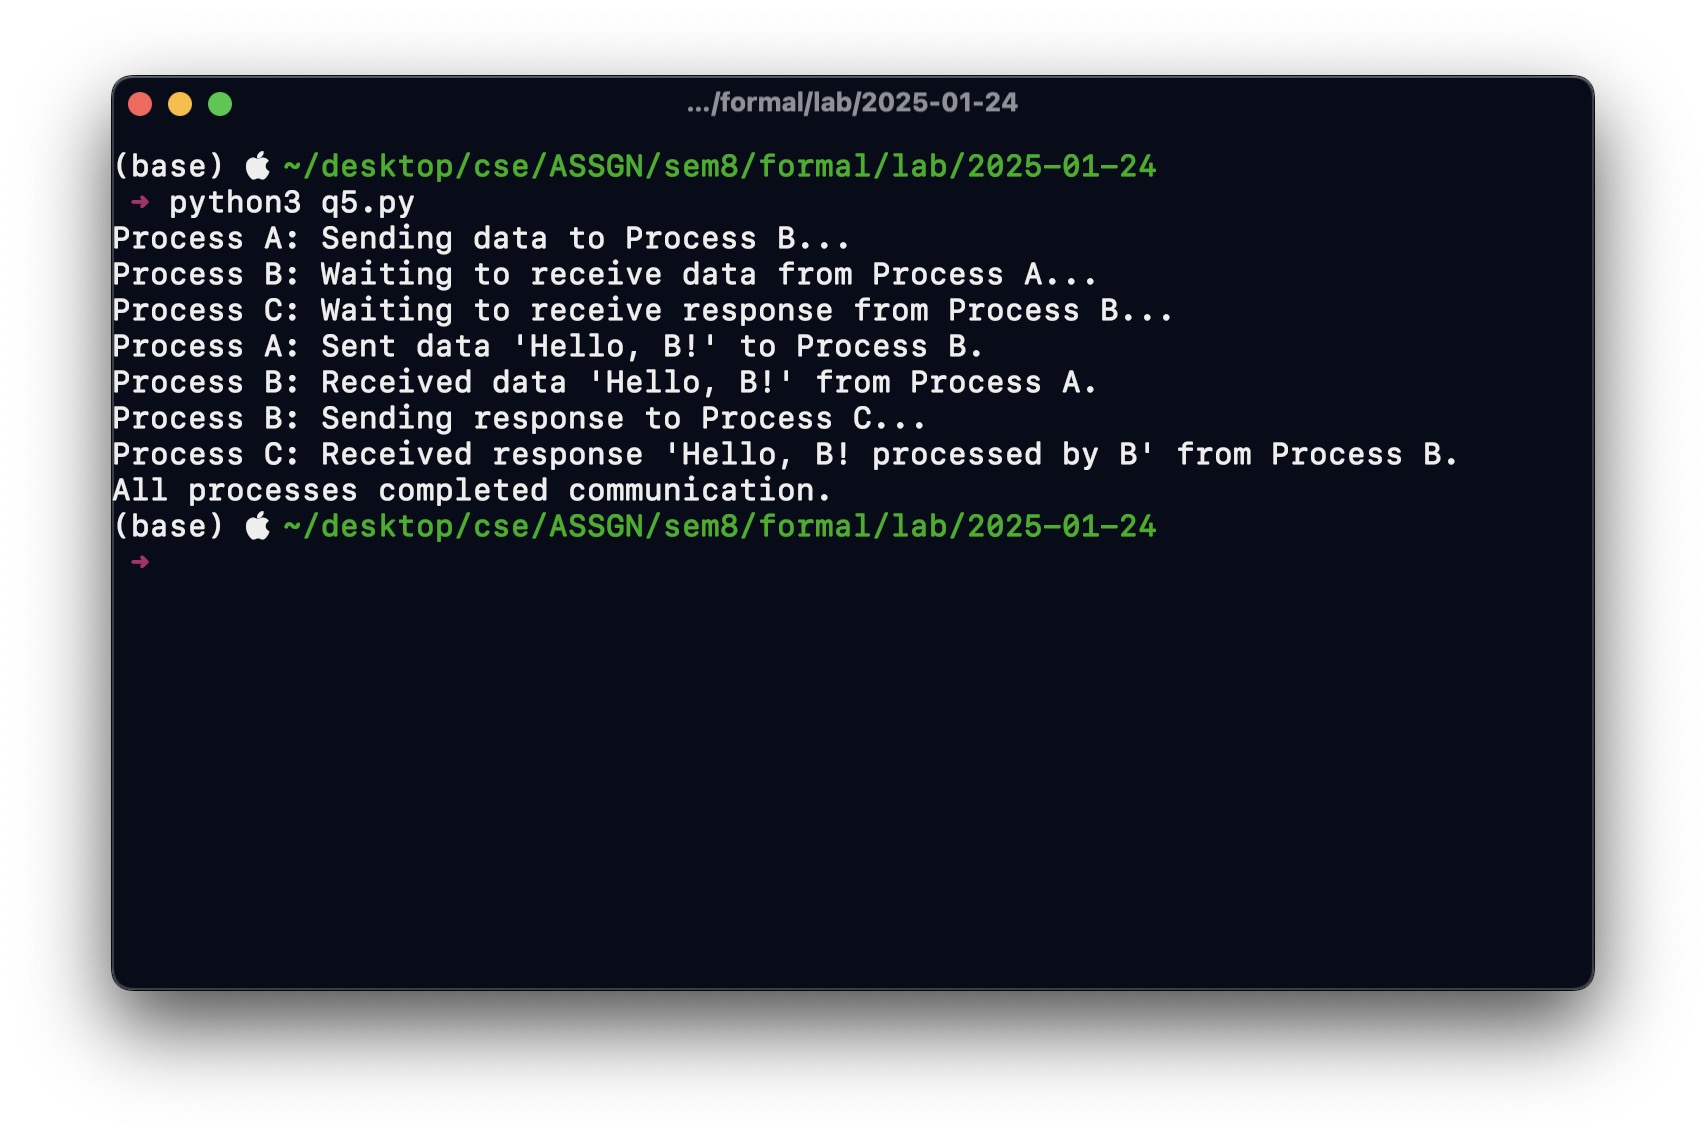 .../formal/lab/2025-01-24
(base) ~/desktop/cse/ASSGN/sem8/formal/lab/2025-01-24
➜ python3 q5.py
Process A: Sending data to Process B...
Process B: Waiting to receive data from Process A...
Process C: Waiting to receive response from Process B...
Process A: Sent data 'Hello, B!' to Process B.
Process B: Received data 'Hello, B!' from Process A.
Process B: Sending response to Process C...
Process C: Received response 'Hello, B! processed by B' from Process B.
All processes completed communication.
(base) ~/desktop/cse/ASSGN/sem8/formal/lab/2025-01-24
➜